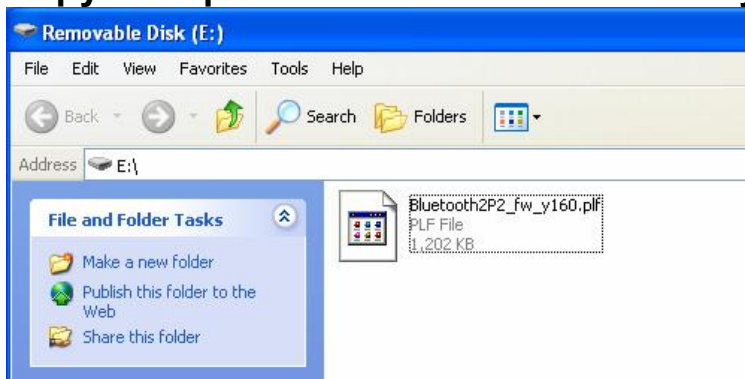 Removable Disk (E:)
File Edit View Favorites Tools Help
Back Search Folders
Address E:\
File and Folder Tasks
Make a new folder
Publish this folder to the
Web
Share this folder
Bluetooth2P2_fw_y160.plf
PLF File
1,202 KB